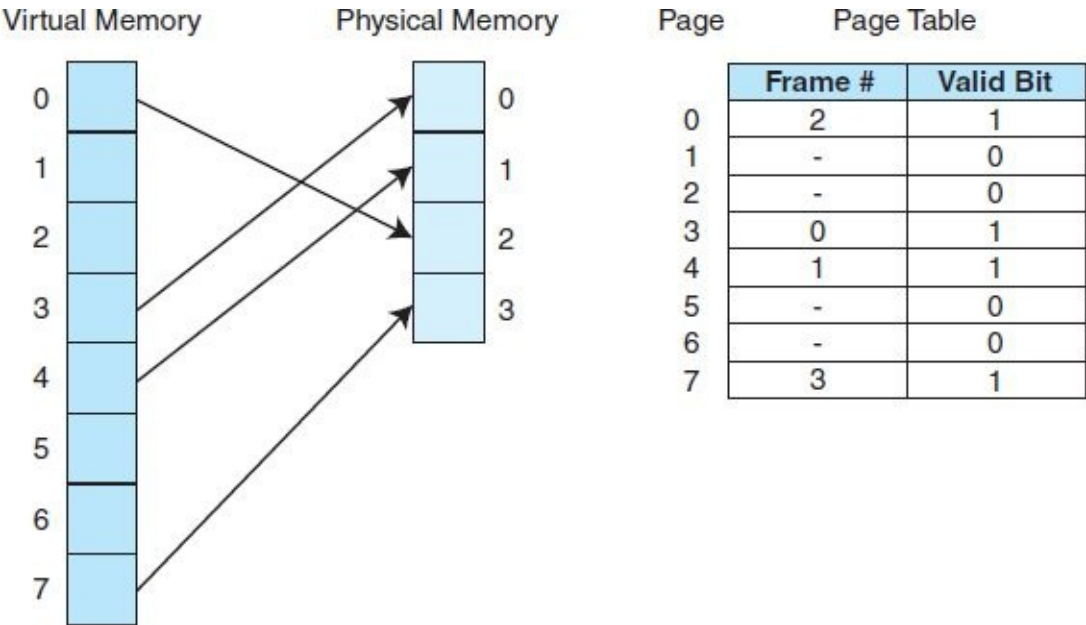 Virtual Memory
0
1
2
3
4
5
6
7
Physical Memory
0
1
2
3
Page Page Table
Frame # Valid Bit
0 2 1
1 - 0
2 - 0
3 0 1
4 1 1
5 - 0
6 - 0
7 3 1